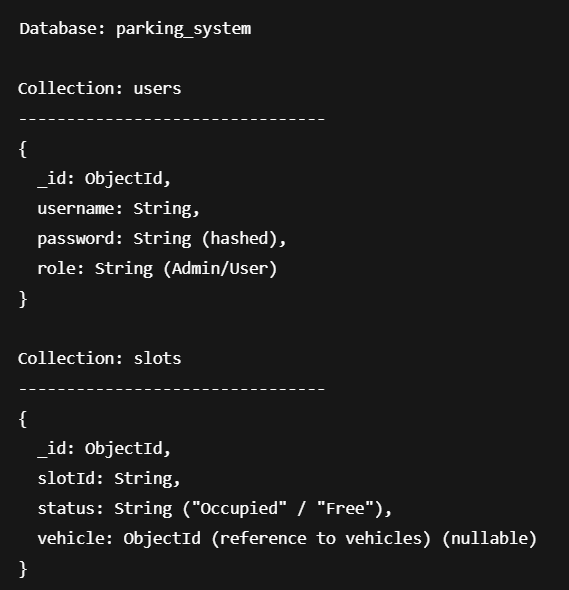 Database: parking_system
Collection: users
--------------------------------
{
_id: ObjectId,
username: String,
password: String (hashed),
role: String (Admin/User)
}
Collection: slots
--------------------------------
{
_id: ObjectId,
slotId: String,
status: String ("Occupied" / "Free"),
vehicle: ObjectId (reference to vehicles) (nullable)
}